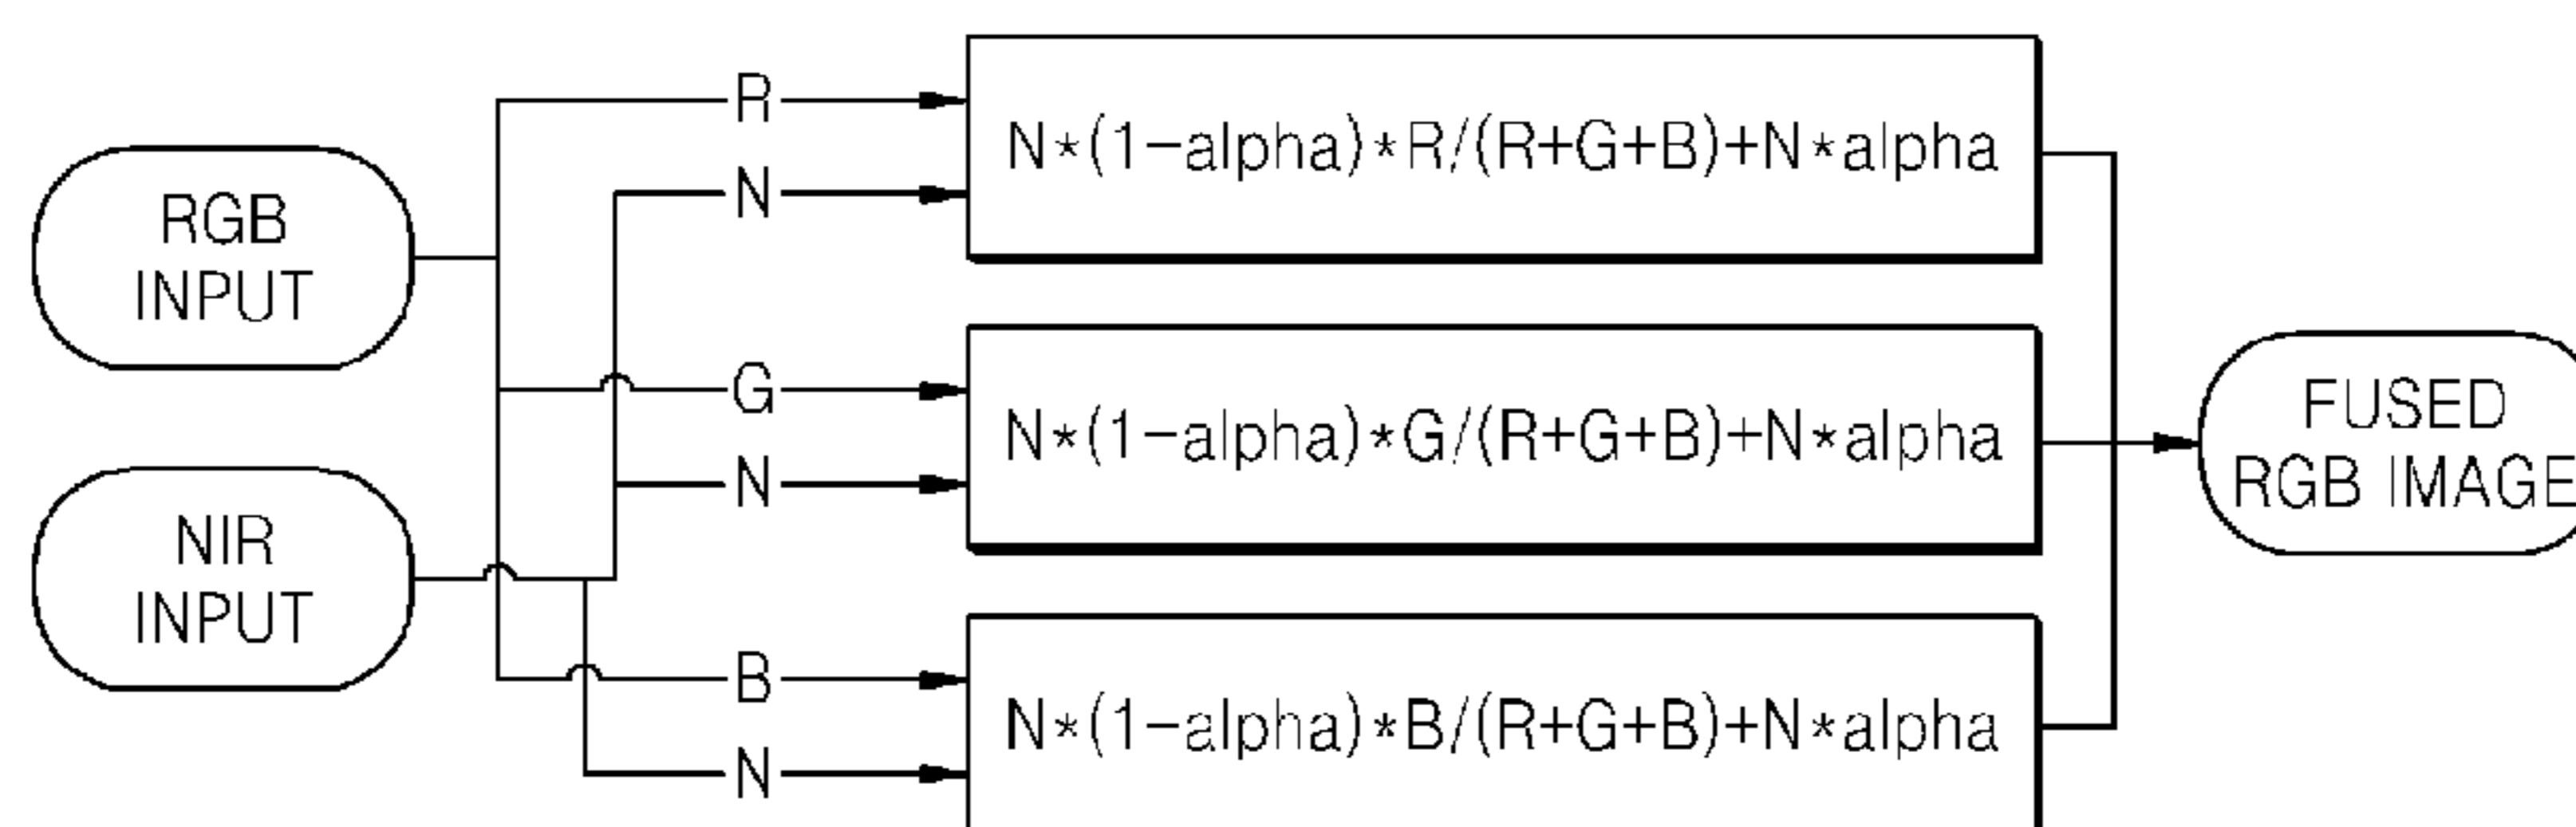 RGB
INPUT
NIR
INPUT
R
N
G
N
B
N
N*(1-alpha)*R/(R+G+B)+N*alpha
N*(1-alpha)*G/(R+G+B)+N*alpha
N*(1-alpha)*B/(R+G+B)+N*alpha
FUSED
RGB IMAGE